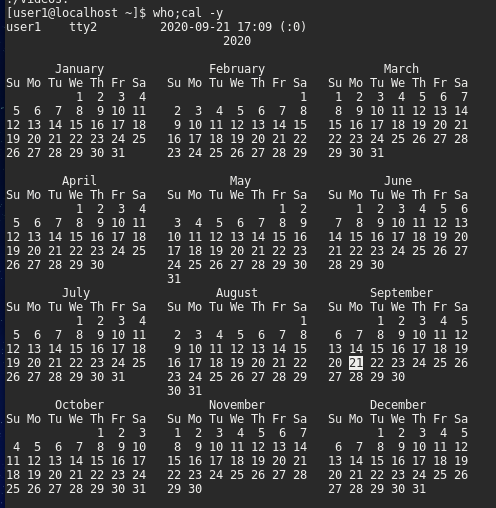 ./Videos:
[user1@localhost ~]$ who;cal -y
user1    tty2         2020-09-21 17:09 (:0)
                               2020

       January               February                 March
Su Mo Tu We Th Fr Sa   Su Mo Tu We Th Fr Sa   Su Mo Tu We Th Fr Sa
          1  2  3  4                      1    1  2  3  4  5  6  7
 5  6  7  8  9 10 11    2  3  4  5  6  7  8    8  9 10 11 12 13 14
12 13 14 15 16 17 18    9 10 11 12 13 14 15   15 16 17 18 19 20 21
19 20 21 22 23 24 25   16 17 18 19 20 21 22   22 23 24 25 26 27 28
26 27 28 29 30 31      23 24 25 26 27 28 29   29 30 31

        April                   May                   June
Su Mo Tu We Th Fr Sa   Su Mo Tu We Th Fr Sa   Su Mo Tu We Th Fr Sa
          1  2  3  4                   1  2       1  2  3  4  5  6
 5  6  7  8  9 10 11    3  4  5  6  7  8  9    7  8  9 10 11 12 13
12 13 14 15 16 17 18   10 11 12 13 14 15 16   14 15 16 17 18 19 20
19 20 21 22 23 24 25   17 18 19 20 21 22 23   21 22 23 24 25 26 27
26 27 28 29 30         24 25 26 27 28 29 30   28 29 30
                       31
        July                  August                September
Su Mo Tu We Th Fr Sa   Su Mo Tu We Th Fr Sa   Su Mo Tu We Th Fr Sa
          1  2  3  4                      1          1  2  3  4  5
 5  6  7  8  9 10 11    2  3  4  5  6  7  8    6  7  8  9 10 11 12
12 13 14 15 16 17 18    9 10 11 12 13 14 15   13 14 15 16 17 18 19
19 20 21 22 23 24 25   16 17 18 19 20 21 22   20 21 22 23 24 25 26
26 27 28 29 30 31      23 24 25 26 27 28 29   27 28 29 30
                       30 31
       October               November               December
Su Mo Tu We Th Fr Sa   Su Mo Tu We Th Fr Sa   Su Mo Tu We Th Fr Sa
             1  2  3    1  2  3  4  5  6  7          1  2  3  4  5
 4  5  6  7  8  9 10    8  9 10 11 12 13 14    6  7  8  9 10 11 12
11 12 13 14 15 16 17   15 16 17 18 19 20 21   13 14 15 16 17 18 19
18 19 20 21 22 23 24   22 23 24 25 26 27 28   20 21 22 23 24 25 26
25 26 27 28 29 30 31   29 30                  27 28 29 30 31